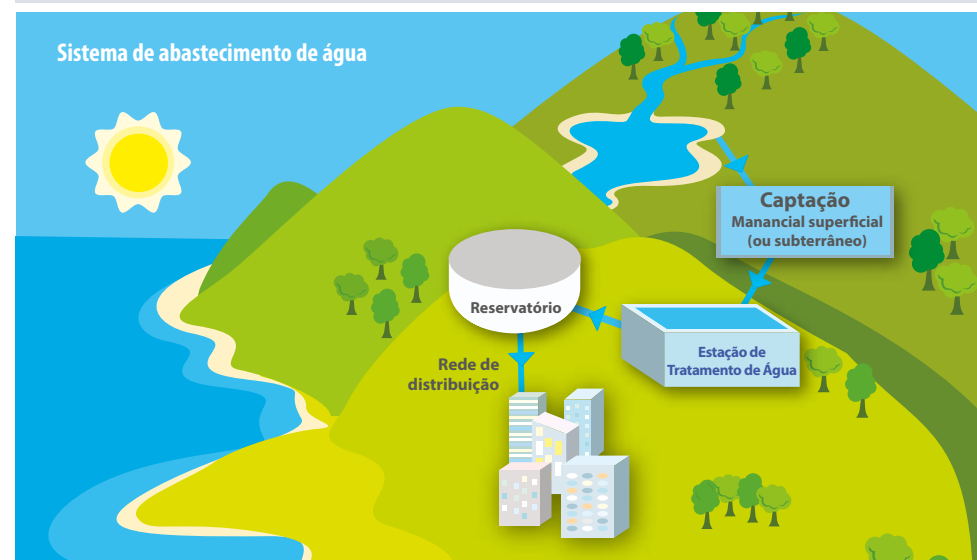 Sistema de abastecimento de água
Captação
Manancial superficial
(ou subterrâneo)
Reservatório
Estação de
Tratamento de Água
Rede de
distribuição